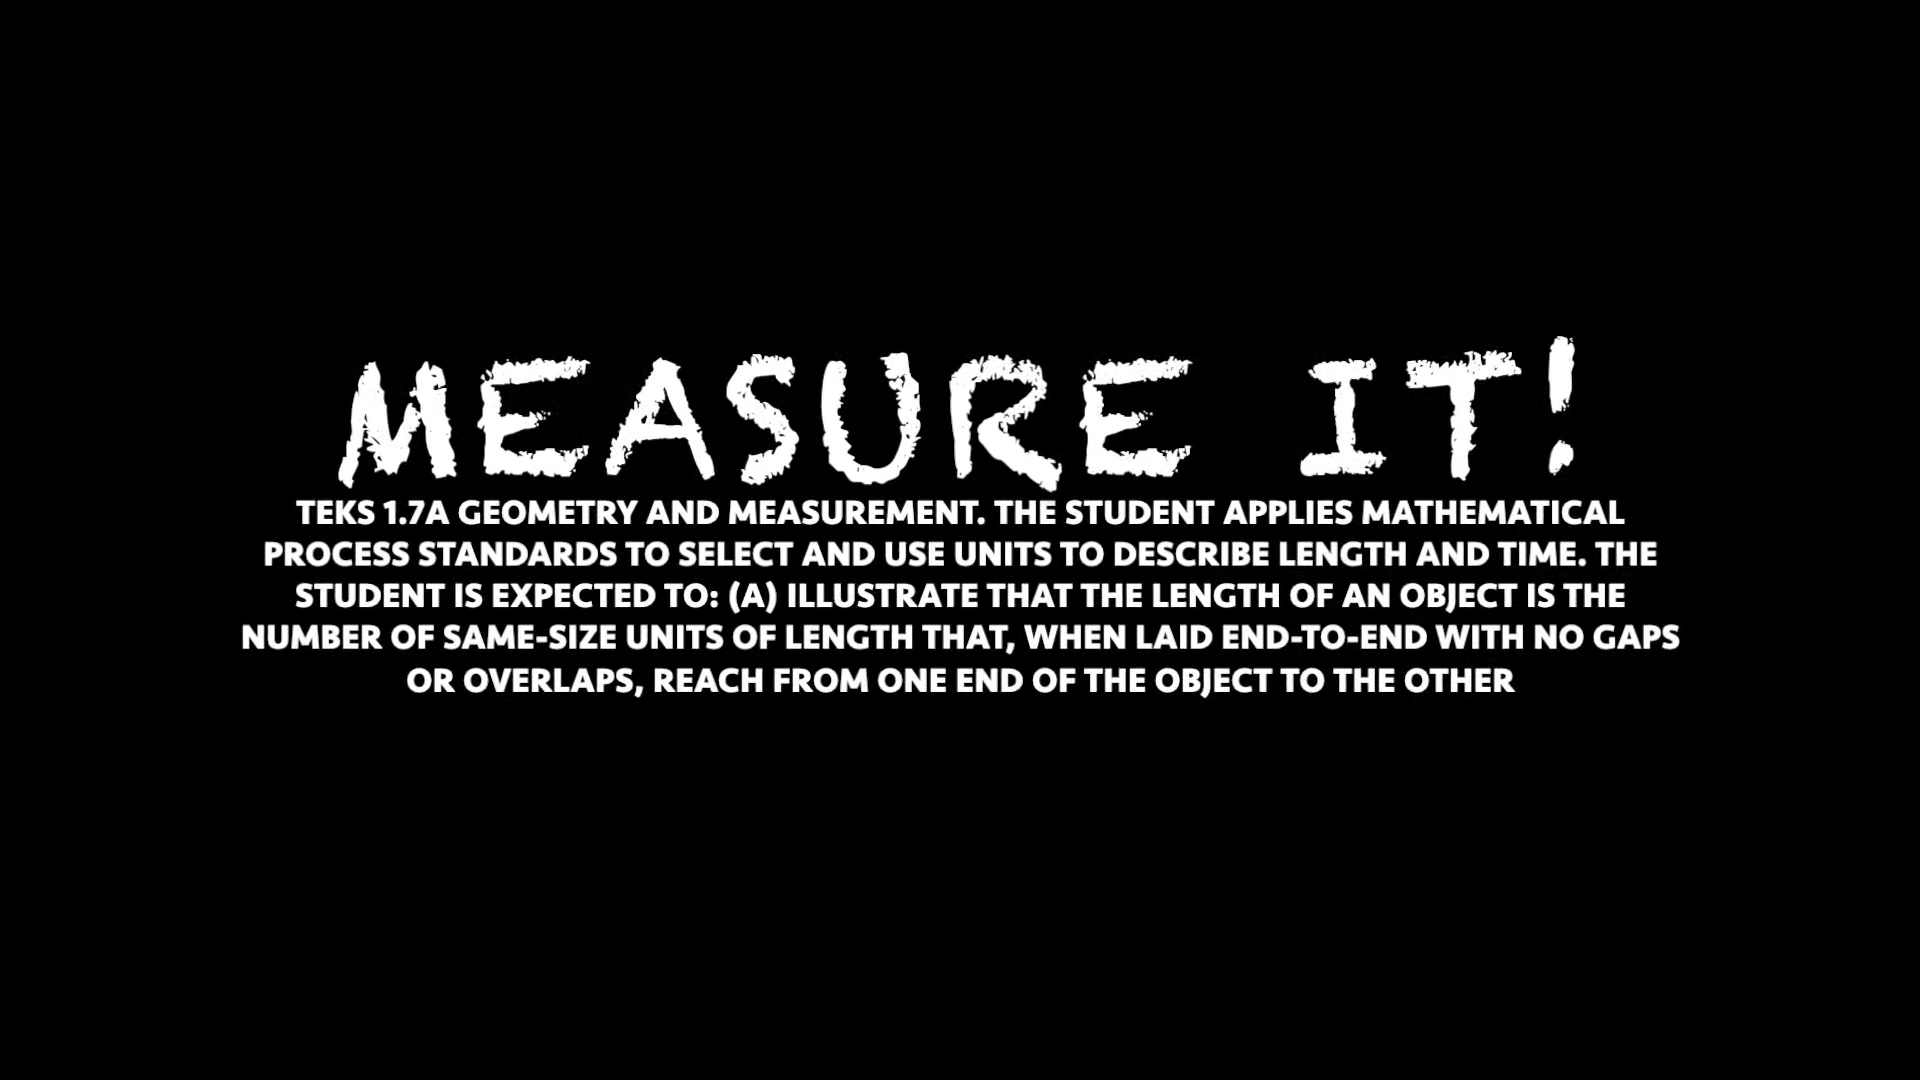 MEASURE IT!
TEKS 1.7A GEOMETRY AND MEASUREMENT. THE STUDENT APPLIES MATHEMATICAL
PROCESS STANDARDS TO SELECT AND USE UNITS TO DESCRIBE LENGTH AND TIME. THE
STUDENT IS EXPECTED TO: (A) ILLUSTRATE THAT THE LENGTH OF AN OBJECT IS THE
NUMBER OF SAME-SIZE UNITS OF LENGTH THAT, WHEN LAID END-TO-END WITH NO GAPS
OR OVERLAPS, REACH FROM ONE END OF THE OBJECT TO THE OTHER